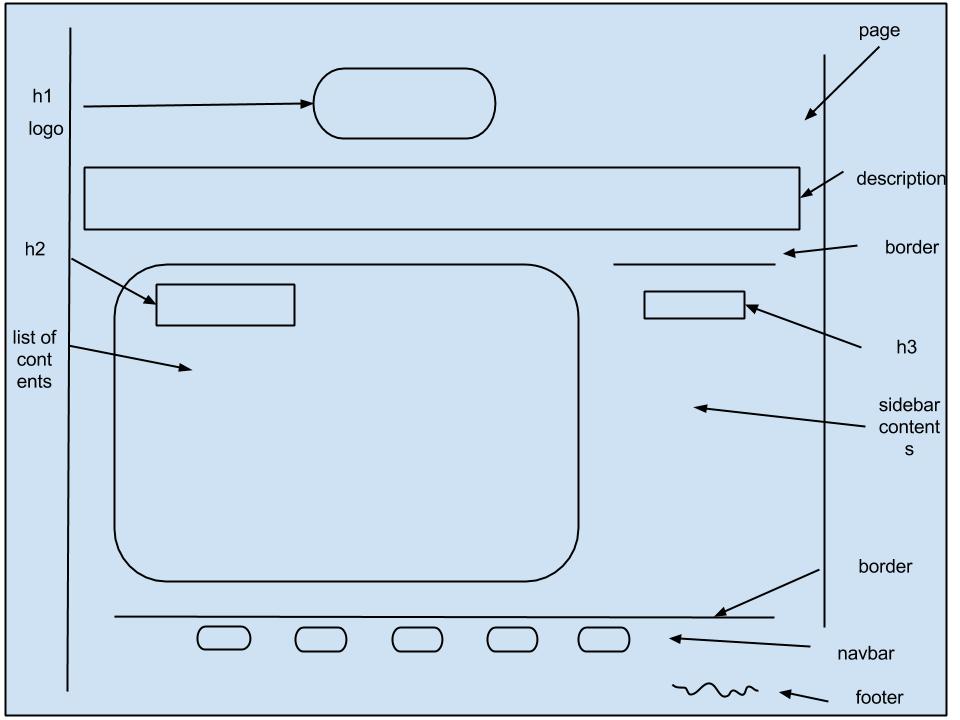 page
h1
logo
description
h2
border
list of
cont
ents
h3
sidebar
content
s
border
navbar
footer